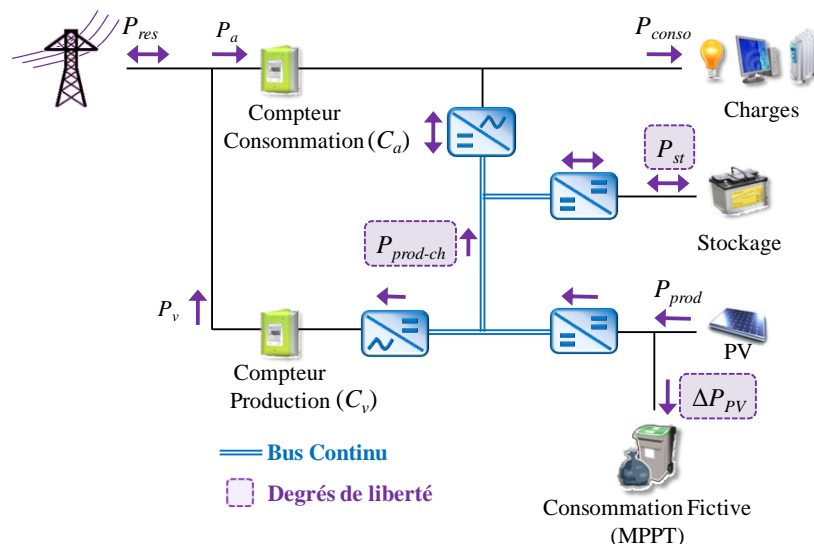 P_res
P_a
P_conso
Compteur
Consommation (C_a)
Charges
P_st
Stockage
P_prod-ch
P_v
P_prod
PV
Compteur
Production (C_v)
ΔP_PV
Bus Continu
Degrés de liberté
Consommation Fictive
(MPPT)